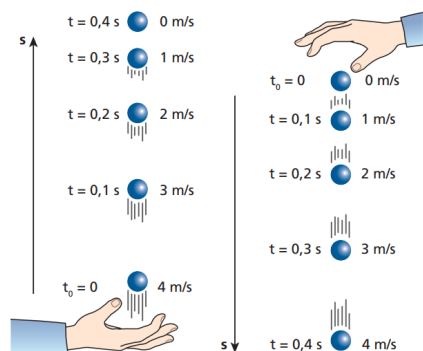 t = 0,4 s 0 m/s
s
t = 0,3 s 1 m/s
t = 0,2 s 2 m/s
t = 0,1 s 3 m/s
t₀ = 0 4 m/s
t₀ = 0 0 m/s
t = 0,1 s 1 m/s
t = 0,2 s 2 m/s
t = 0,3 s 3 m/s
s
t = 0,4 s 4 m/s